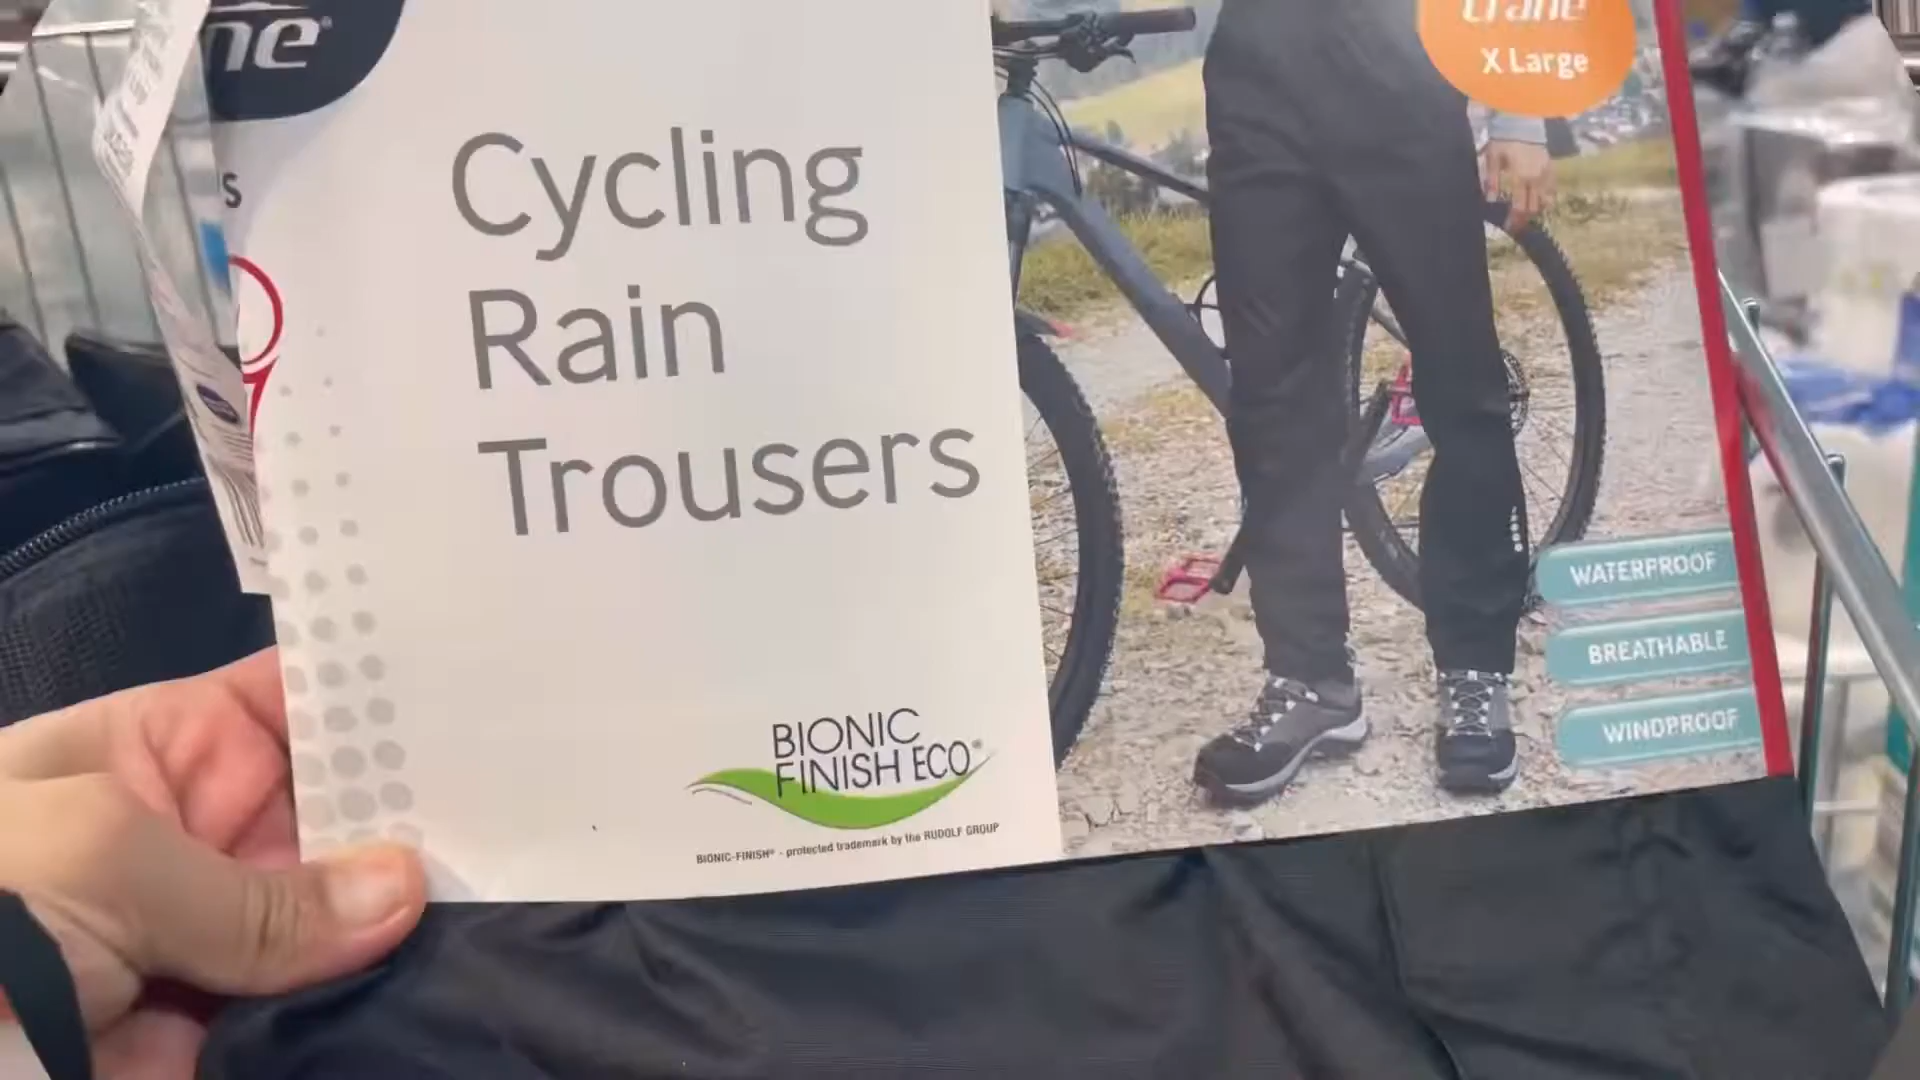 ne®
crane
X Large
s
Cycling
Rain
Trousers
WATERPROOF
BREATHABLE
WINDPROOF
BIONIC
FINISH ECO®
BIONIC-FINISH® - protected trademark by the RUDOLF GROUP